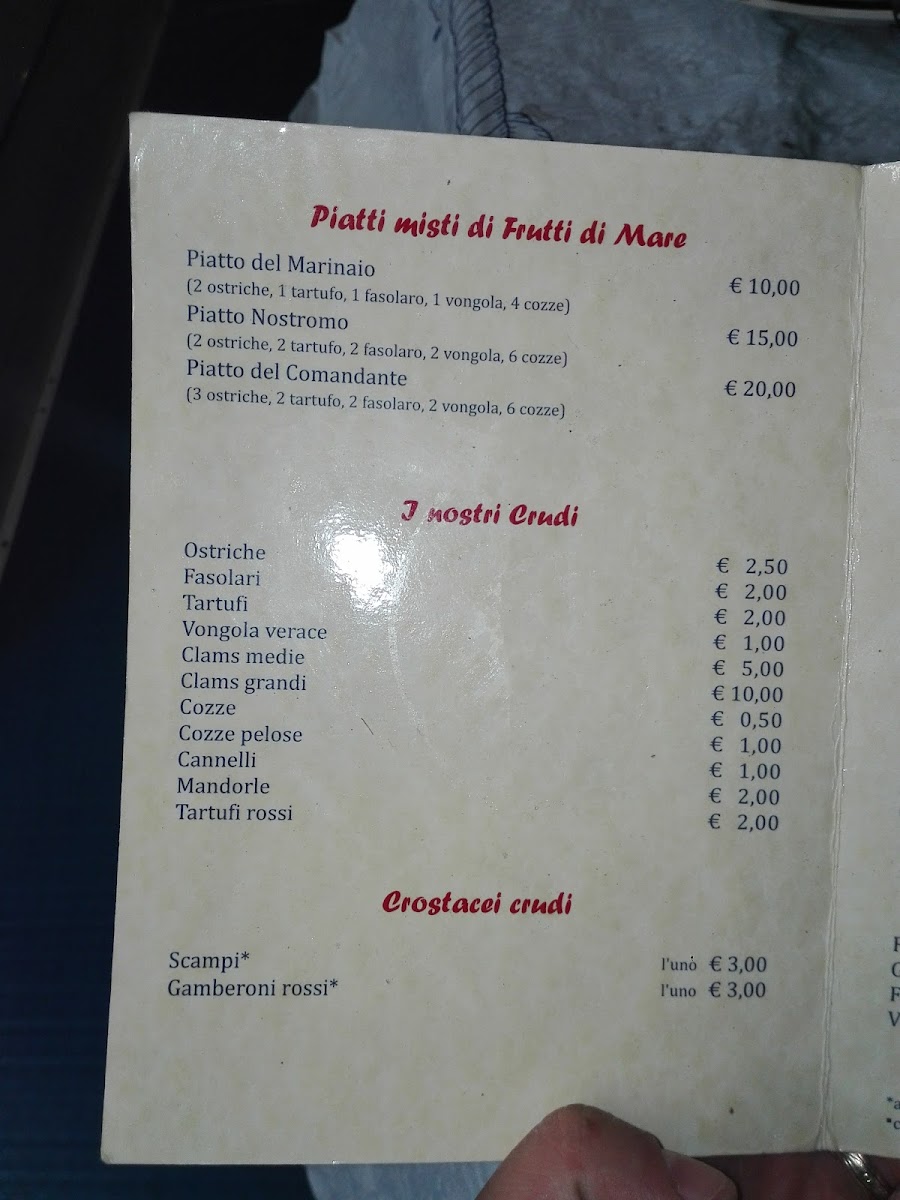 Piatti misti di Frutti di Mare
Piatto del Marinaio
(2 ostriche, 1 tartufo, 1 fasolaro, 1 vongola, 4 cozze) € 10,00
Piatto Nostromo
(2 ostriche, 2 tartufo, 2 fasolaro, 2 vongola, 6 cozze) € 15,00
Piatto del Comandante
(3 ostriche, 2 tartufo, 2 fasolaro, 2 vongola, 6 cozze) € 20,00
I nostri Crudi
Ostriche € 2,50
Fasolari € 2,00
Tartufi € 2,00
Vongola verace € 1,00
Clams medie € 5,00
Clams grandi € 10,00
Cozze € 0,50
Cozze pelose € 1,00
Cannelli € 1,00
Mandorle € 2,00
Tartufi rossi € 2,00
Crostacei crudi
Scampi* l'uno € 3,00
Gamberoni rossi* l'uno € 3,00